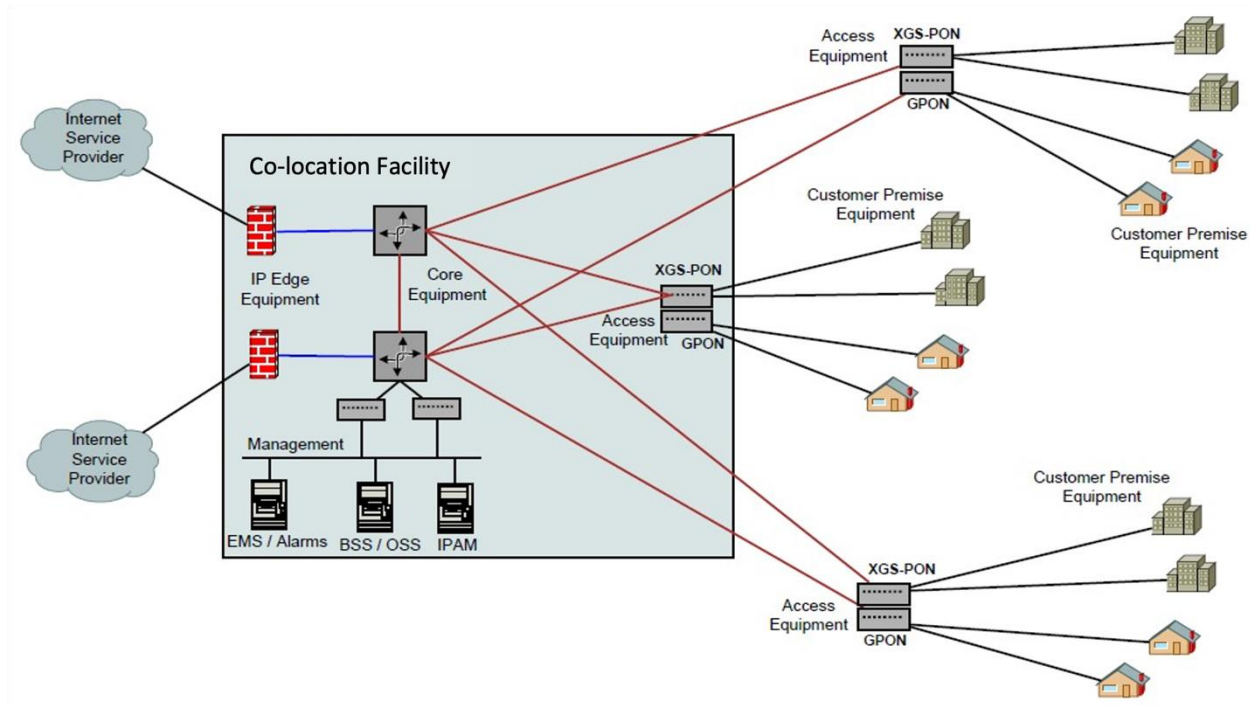 Access
Equipment
XGS-PON
GPON
Internet
Service
Provider
Co-location Facility
Customer Premise
Equipment
Customer Premise
Equipment
IP Edge
Equipment
Core
Equipment
XGS-PON
Access
Equipment
GPON
Internet
Service
Provider
Management
EMS / Alarms
BSS / OSS
IPAM
Customer Premise
Equipment
XGS-PON
Access
Equipment
GPON